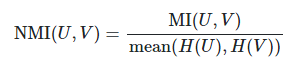 NMI(U, V) = MI(U, V) / mean(H(U), H(V))